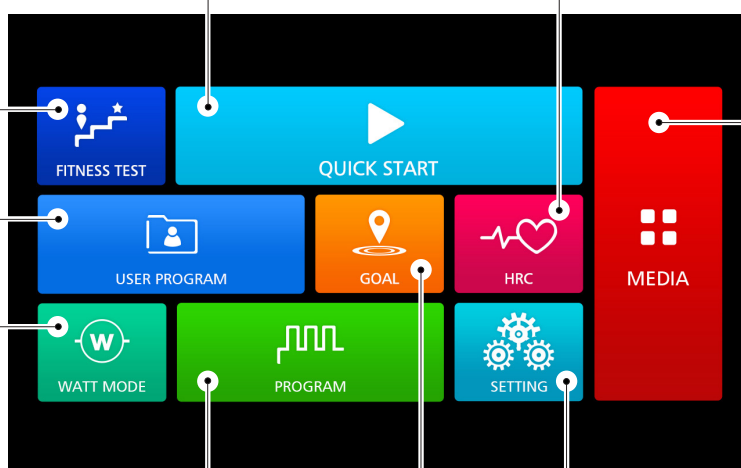 FITNESS TEST
QUICK START
USER PROGRAM
GOAL
HRC
MEDIA
W
WATT MODE
PROGRAM
SETTING